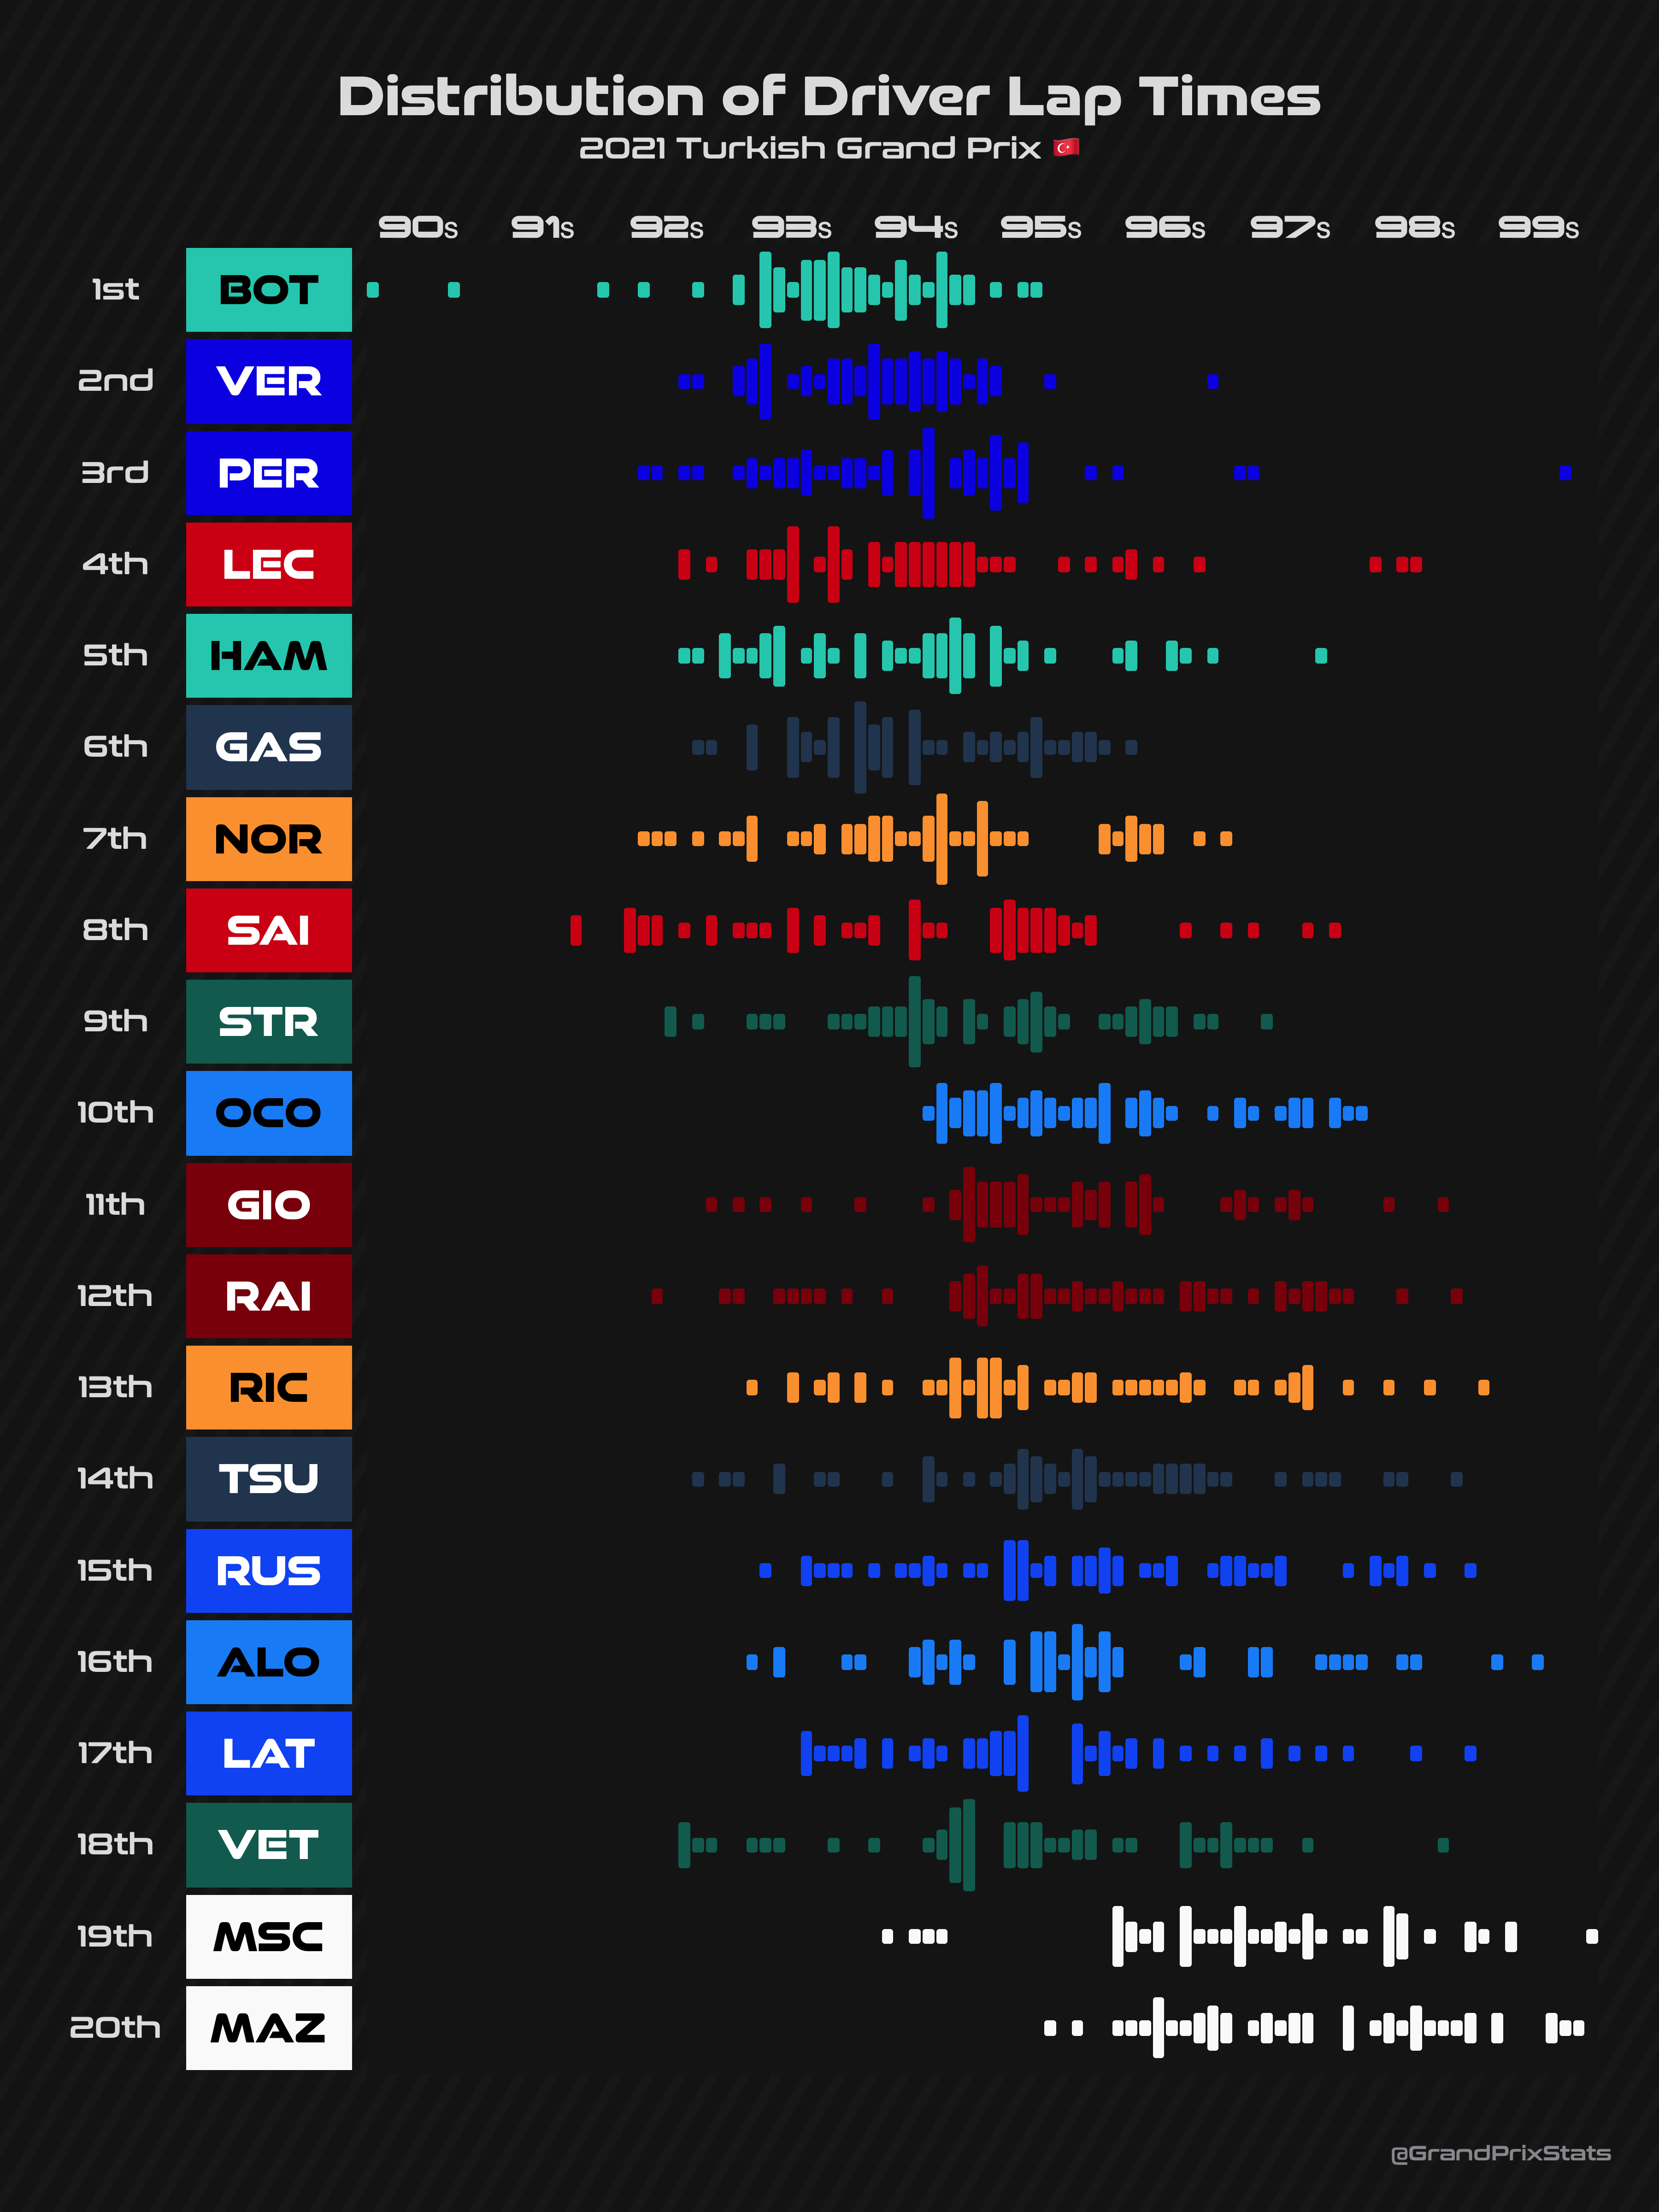 Distribution of Driver Lap Times
2021 Turkish Grand Prix 🇹🇷
90s 91s 92s 93s 94s 95s 96s 97s 98s 99s
1st BOT
2nd VER
3rd PER
4th LEC
5th HAM
6th GAS
7th NOR
8th SAI
9th STR
10th OCO
11th GIO
12th RAI
13th RIC
14th TSU
15th RUS
16th ALO
17th LAT
18th VET
19th MSC
20th MAZ
@GrandPrixStats